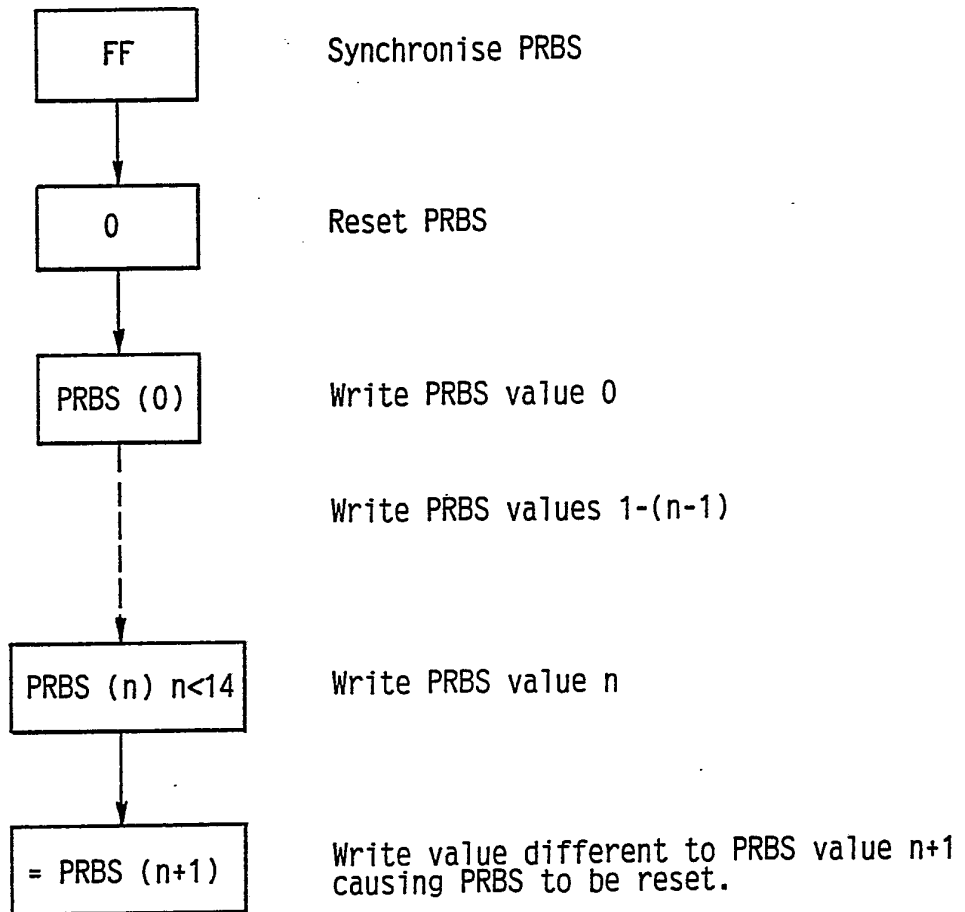 FF Synchronise PRBS
0 Reset PRBS
PRBS (0) Write PRBS value 0
Write PRBS values 1-(n-1)
PRBS (n) n<14 Write PRBS value n
= PRBS (n+1) Write value different to PRBS value n+1
causing PRBS to be reset.